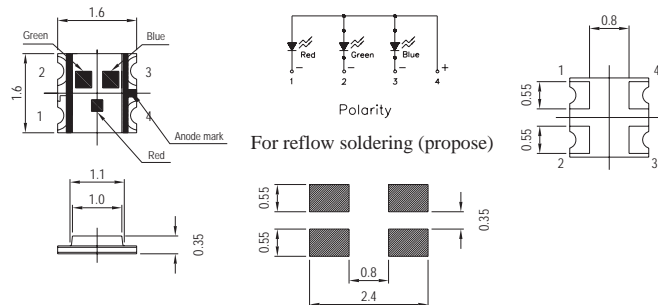 1.6
Green
Blue
2
3
1
4
1.6
Anode mark
Red
Red
Green
Blue
− − − +
1 2 3 4
Polarity
For reflow soldering (propose)
0.8
1
4
0.55
0.55
2
3
1.1
1.0
0.35
0.55
0.55
0.35
0.8
2.4